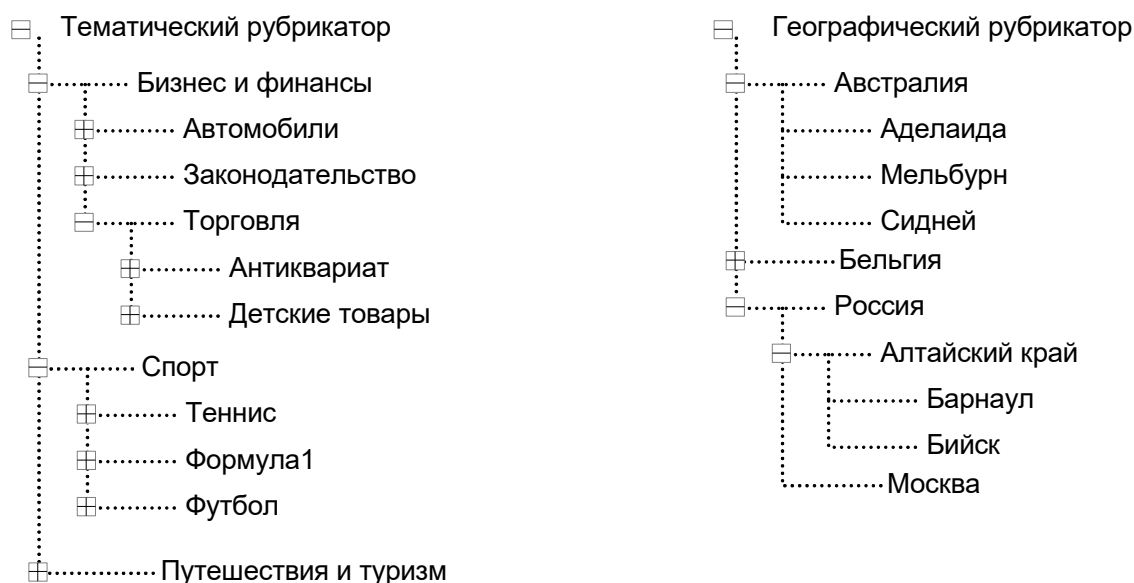 Тематический рубрикатор
Бизнес и финансы
Автомобили
Законодательство
Торговля
Антиквариат
Детские товары
Спорт
Теннис
Формула1
Футбол
Путешествия и туризм
Географический рубрикатор
Австралия
Аделаида
Мельбурн
Сидней
Бельгия
Россия
Алтайский край
Барнаул
Бийск
Москва